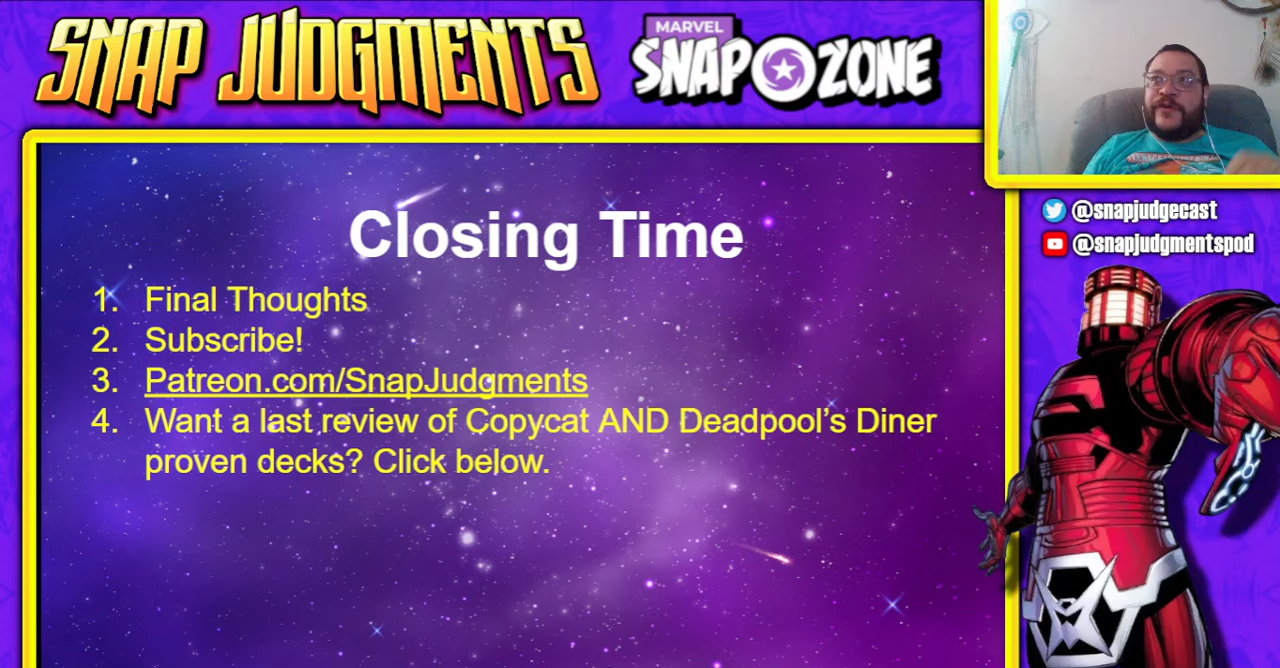 SNAP JUDGMENTS
MARVEL
SNAP ZONE
@snapjudgecast
@snapjudgmentspod
Closing Time
1. Final Thoughts
2. Subscribe!
3. Patreon.com/SnapJudgments
4. Want a last review of Copycat AND Deadpool’s Diner
proven decks? Click below.